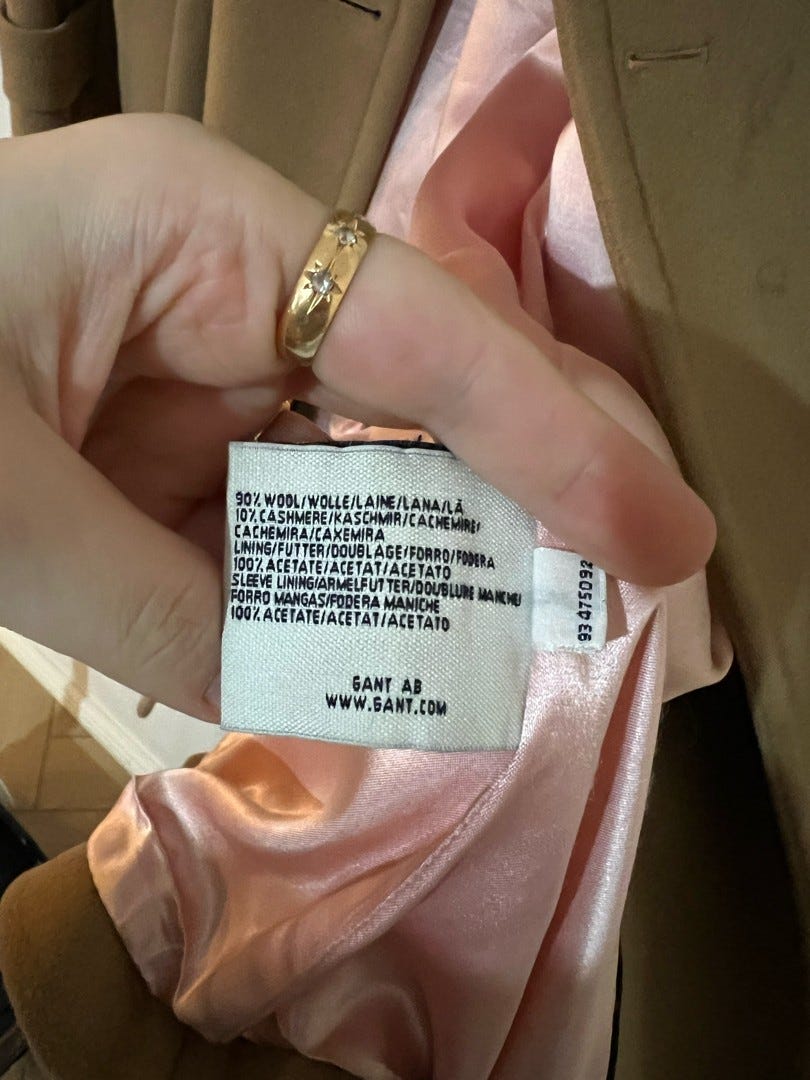 90% WOOL/WOLLE/LAINE/LANA/LÃ
10% CASHMERE/KASCHMIR/CACHEMIRE/
CACHEMIRA/CAXEMIRA
LINING/FUTTER/DOUBLAGE/FORRO/FODERA
100% ACETATE/ACETAT/ACETATO
SLEEVE LINING/ARMELFUTTER/DOUBLURE MANCHE/
FORRO MANGAS/FODERA MANICHE
100% ACETATE/ACETAT/ACETATO
GANT AB
WWW.GANT.COM